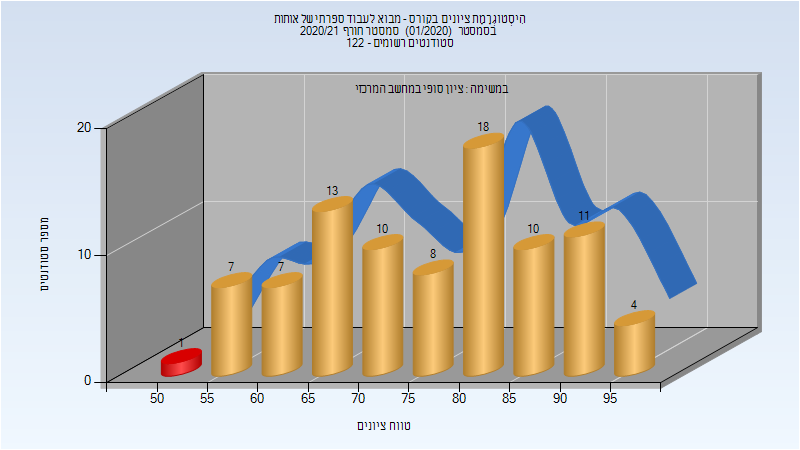 היסטוגרמת ציונים בקורס - מבוא לעבוד ספרתי של אותות
בסמסטר (01/2020) סמסטר חורף 2020/21
סטודנטים רשומים - 122
במשימה : ציון סופי במחשב המרכזי
20
10
0
מספר סטודנטים
1
7
7
13
10
8
18
10
11
4
50 55 60 65 70 75 80 85 90 95
טווח ציונים